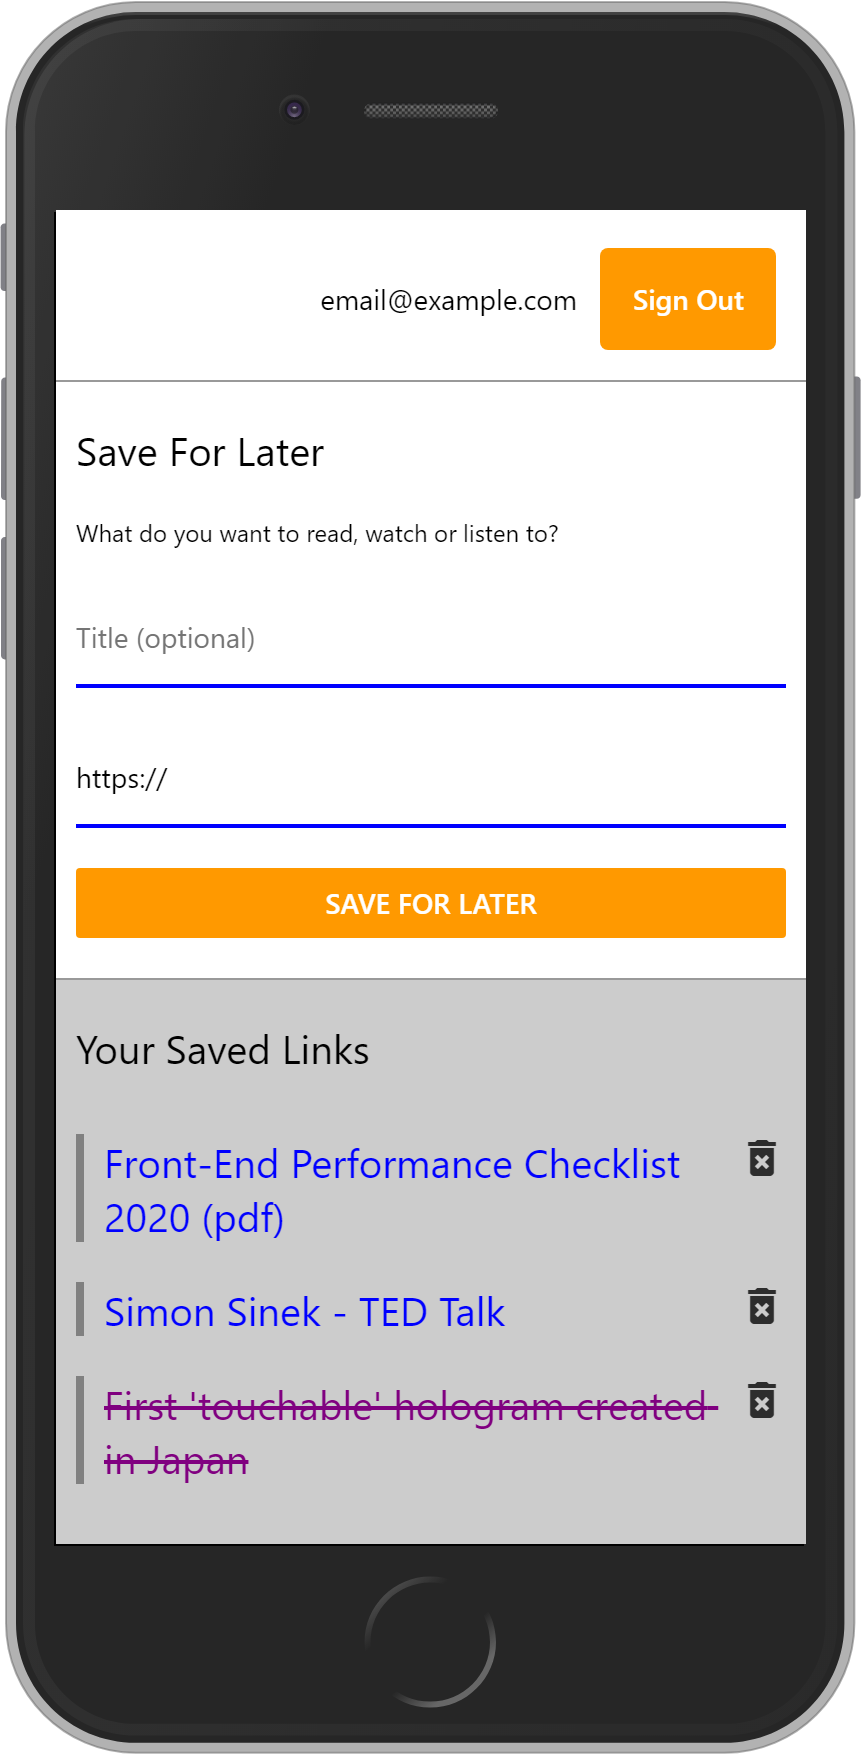 email@example.com Sign Out
Save For Later
What do you want to read, watch or listen to?
Title (optional)
https://
SAVE FOR LATER
Your Saved Links
Front-End Performance Checklist
2020 (pdf)
Simon Sinek - TED Talk
First 'touchable' hologram created
in Japan